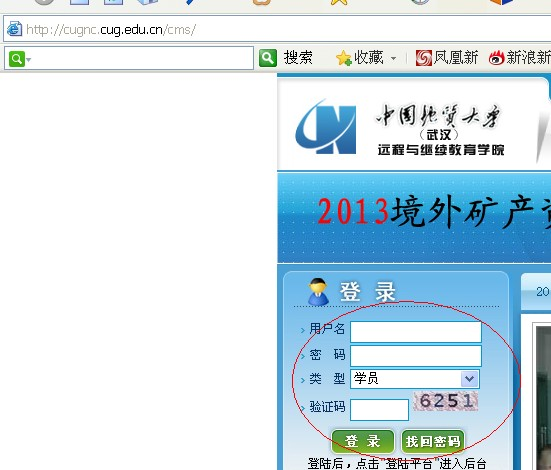 http://cugnc.cug.edu.cn/cms/
搜索 收藏 凤凰新 新浪新
中国地质大学
(武汉)
远程与继续教育学院
2013境外矿产资
登 录
20
用户名
密 码
类 型 学员
验证码 6251
登 录 找回密码
登陆后，点击"登陆平台"进入后台